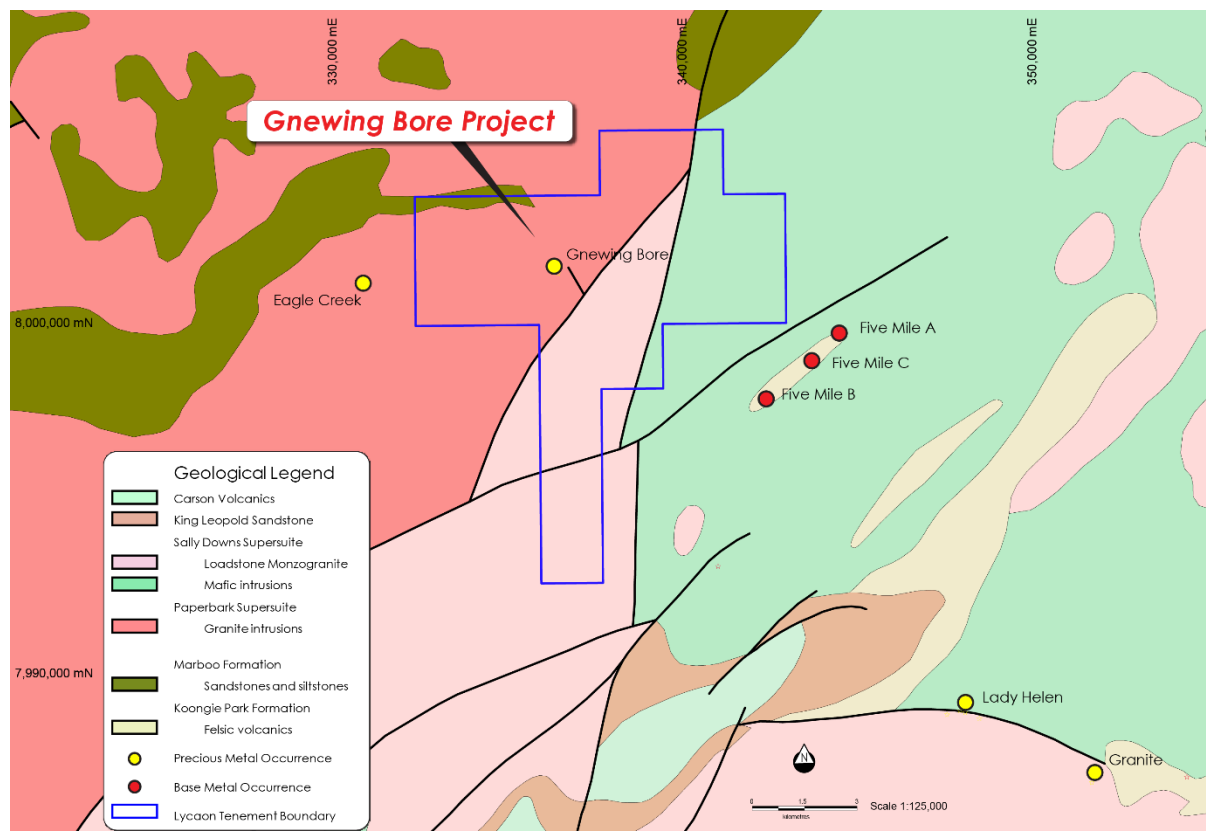 330,000 mE
340,000 mE
350,000 mE
Gnewing Bore Project
Gnewing Bore
Eagle Creek
8,000,000 mN
Five Mile A
Five Mile C
Five Mile B
Geological Legend
Carson Volcanics
King Leopold Sandstone
Sally Downs Supersuite
Loadstone Monzogranite
Mafic intrusions
Paperbark Supersuite
Granite intrusions
Marboo Formation
Sandstones and siltstones
Koongie Park Formation
Felsic volcanics
Precious Metal Occurrence
Base Metal Occurrence
Lycaon Tenement Boundary
7,990,000 mN
Lady Helen
Granite
N
0 1.5 3
kilometres
Scale 1:125,000